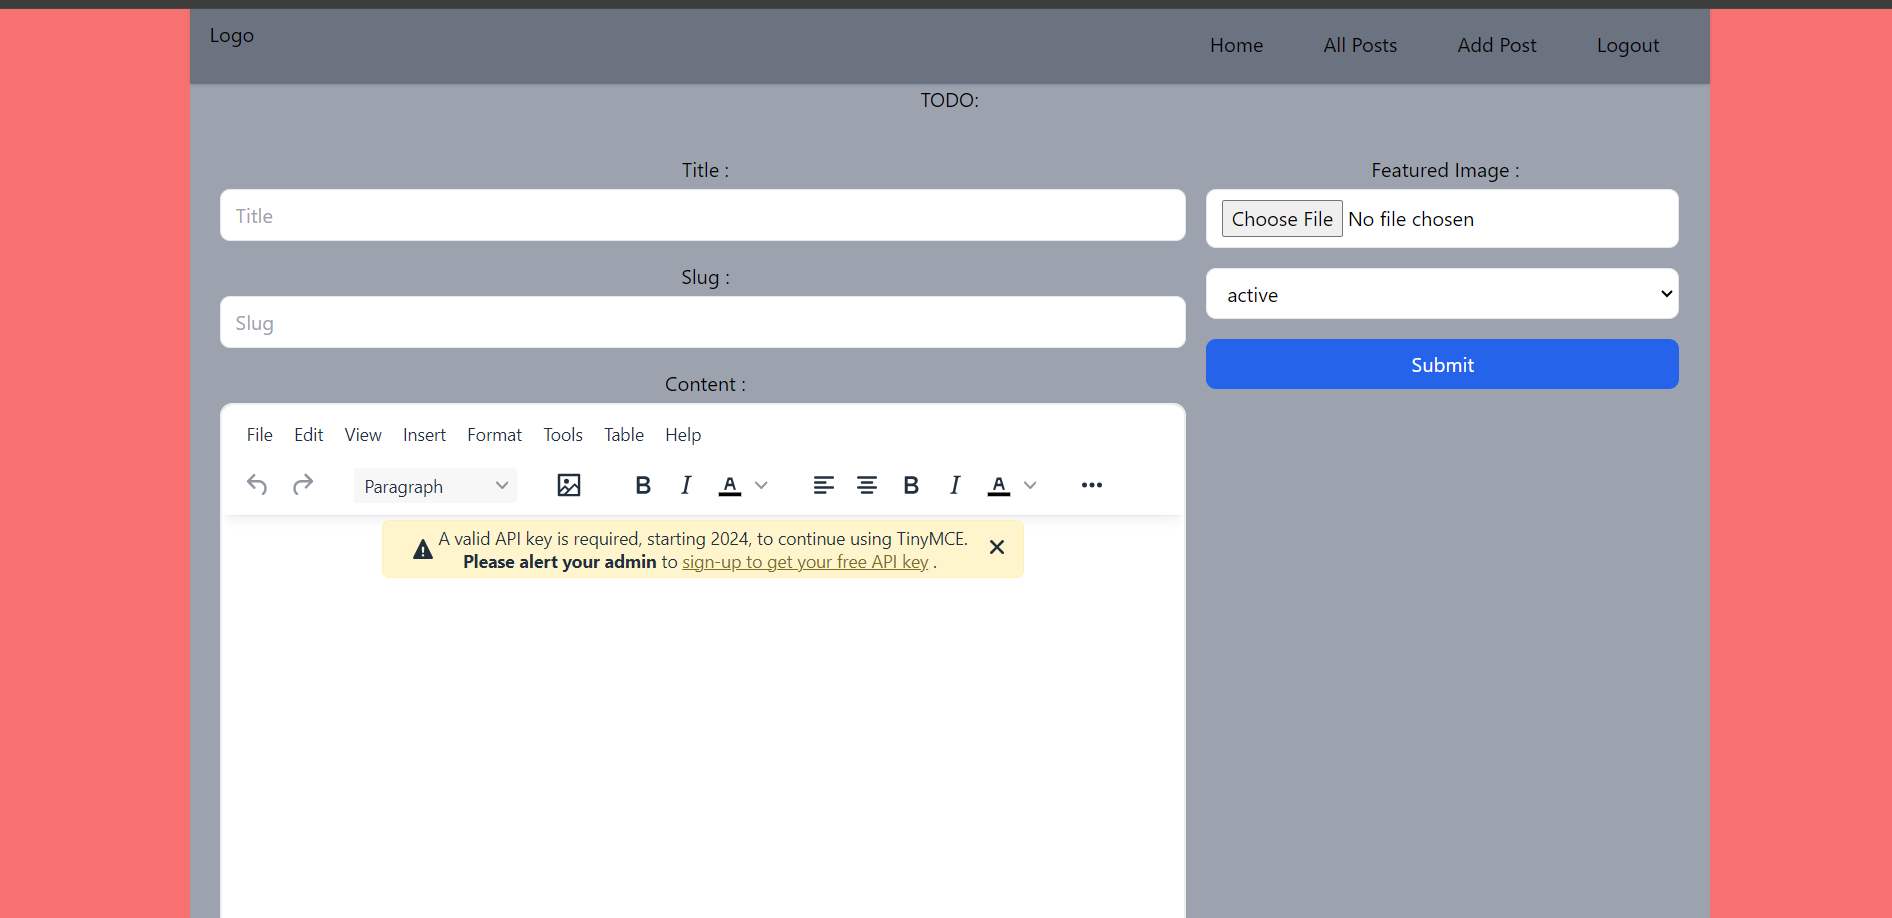 Logo
Home All Posts Add Post Logout
TODO:
Title :
Title
Slug :
Slug
Content :
File Edit View Insert Format Tools Table Help
Paragraph B I A B I A
A valid API key is required, starting 2024, to continue using TinyMCE.
Please alert your admin to sign-up to get your free API key .
Featured Image :
Choose File No file chosen
active
Submit